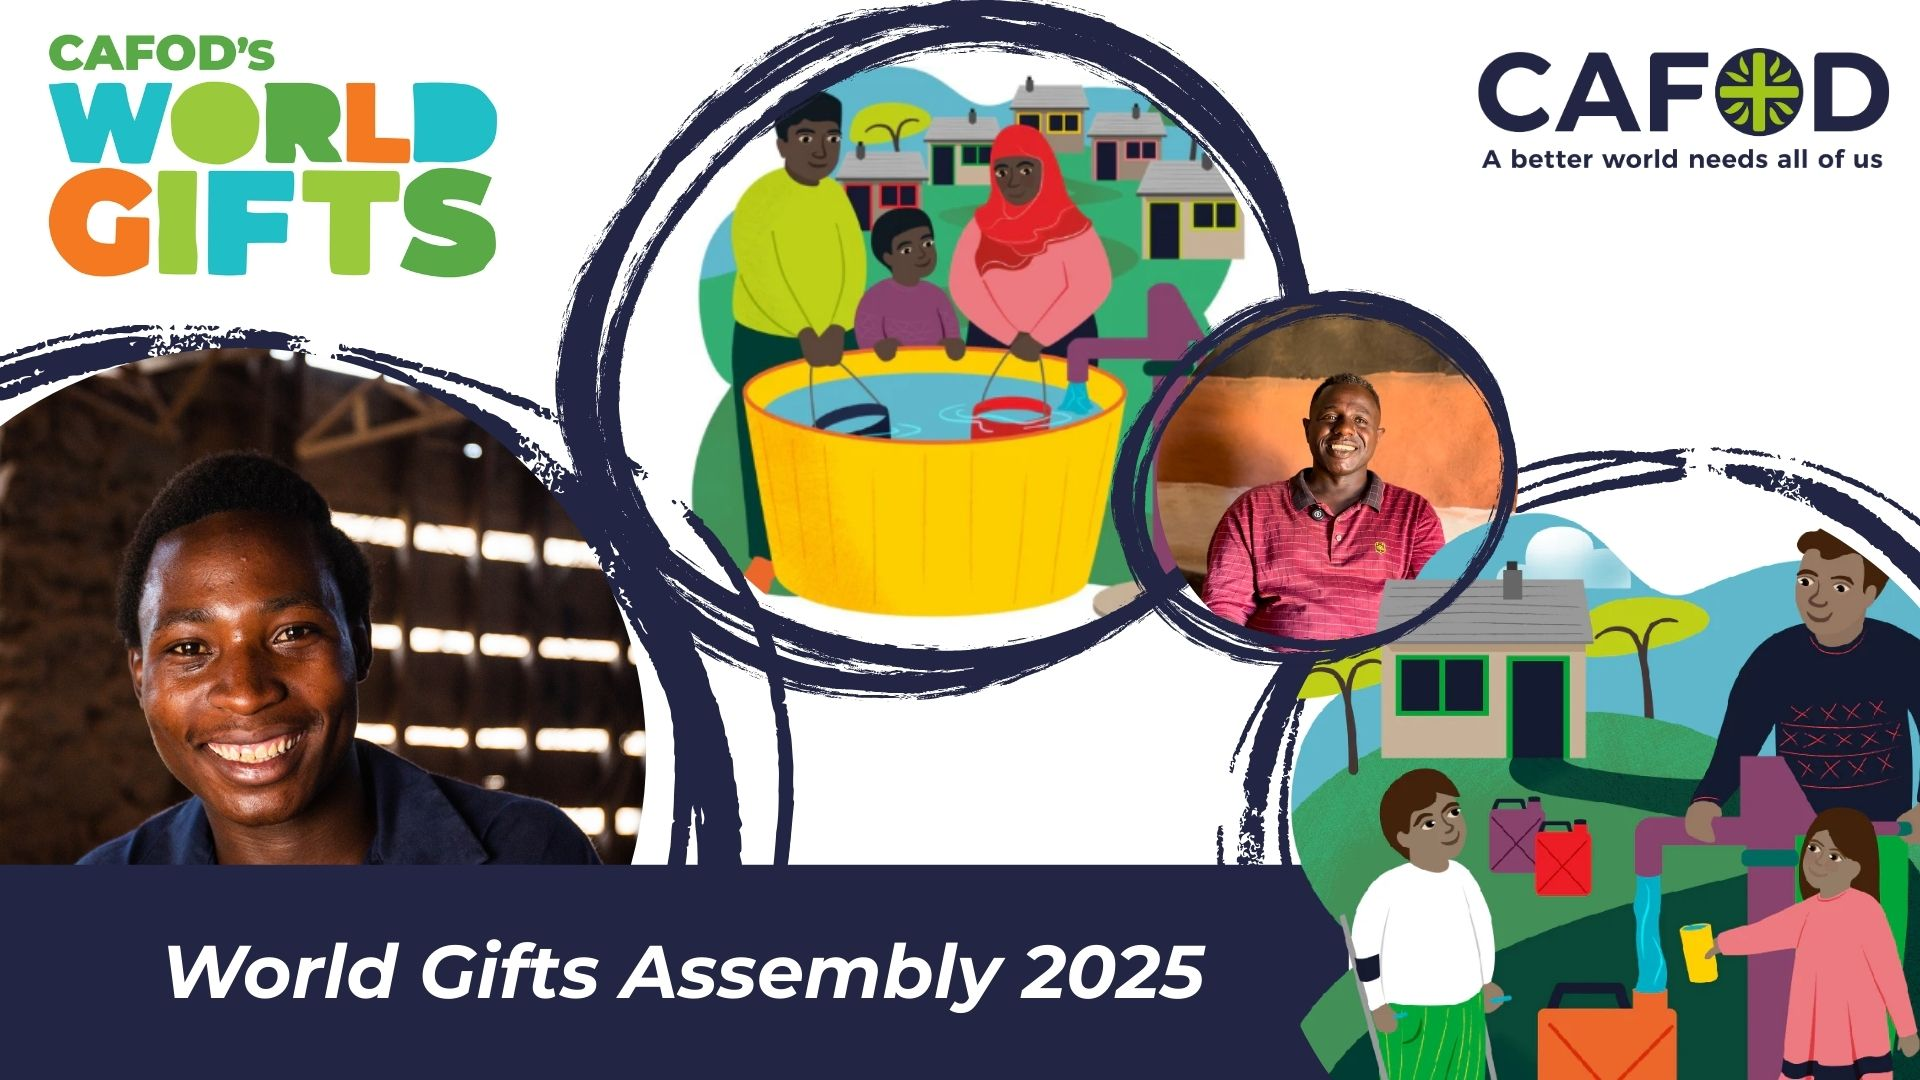 CAFOD's
WORLD
GIFTS
CAFOD
A better world needs all of us
World Gifts Assembly 2025